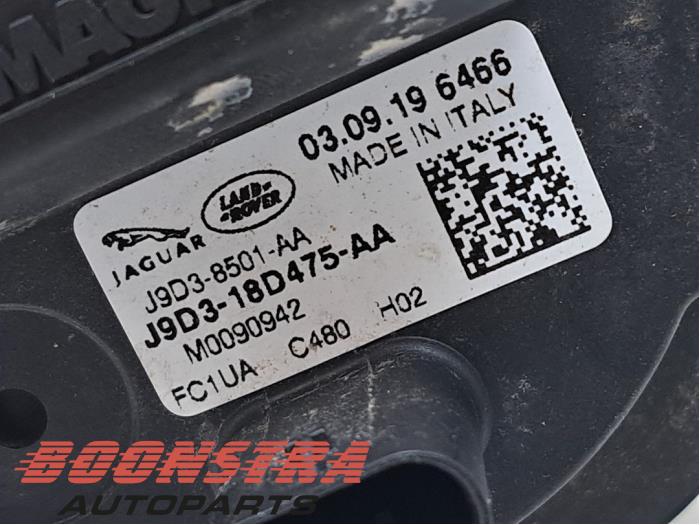 MAGN
03.09.19 6466
MADE IN ITALY
LAND-
-ROVER
JAGUAR
J9D3-8501-AA
J9D3-18D475-AA
M0090942
FC1UA C480 H02
BOONSTRA
AUTOPARTS